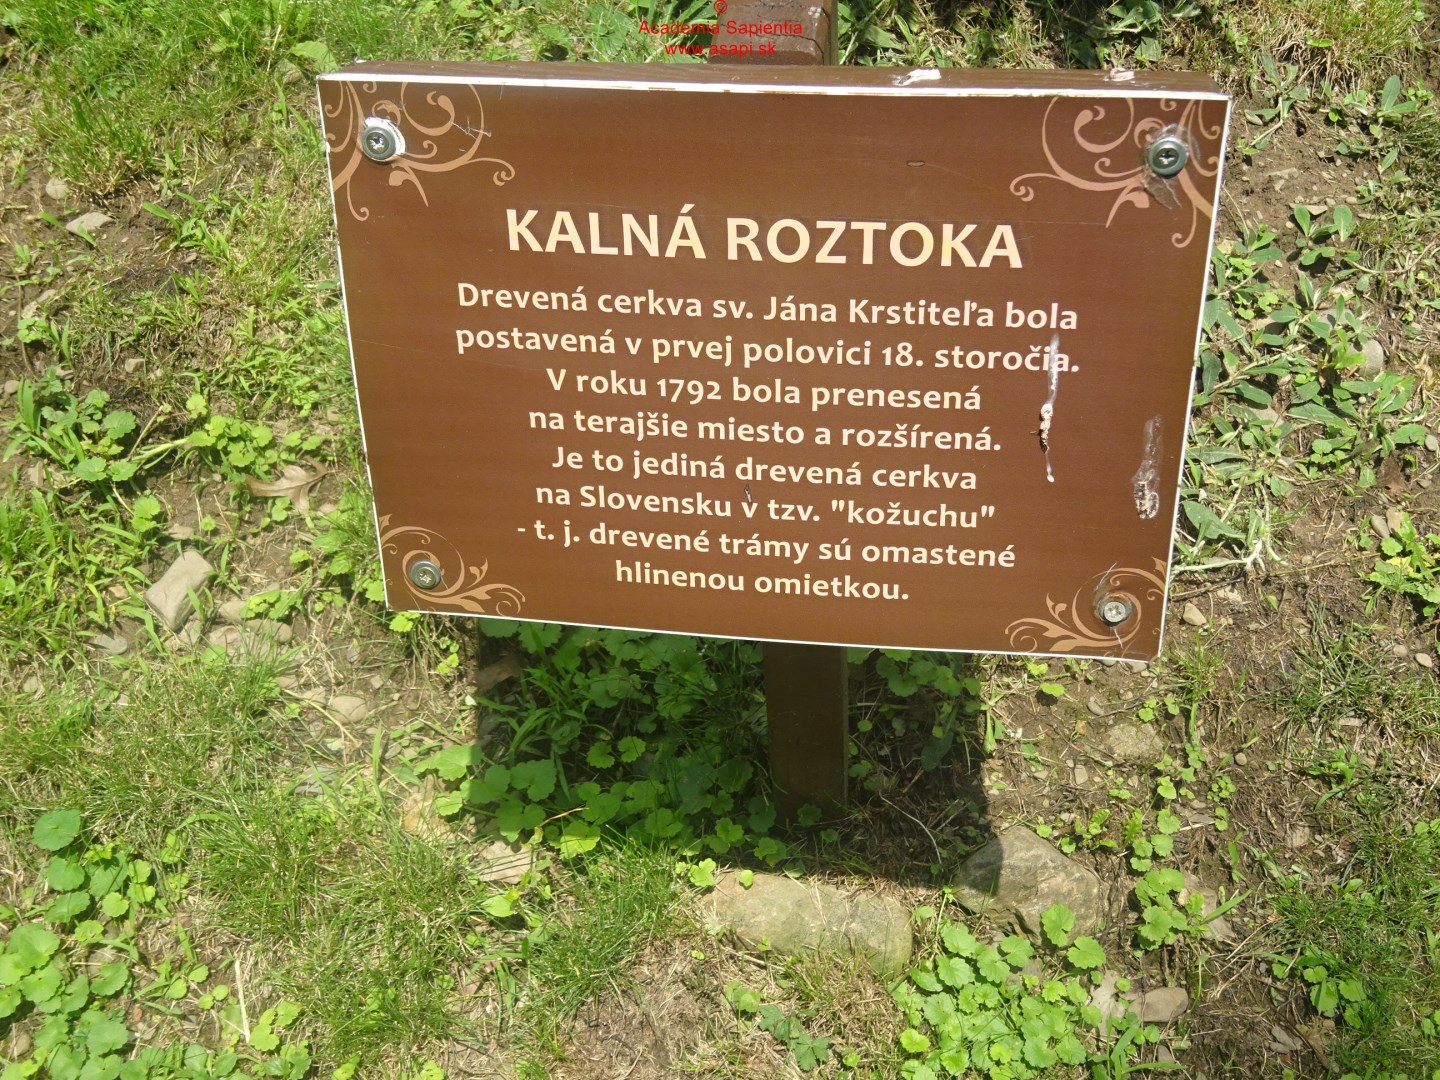 Academia Sapientia
www.asapi.sk
KALNÁ ROZTOKA
Drevená cerkva sv. Jána Krstiteľa bola
postavená v prvej polovici 18. storočia.
V roku 1792 bola prenesená
na terajšie miesto a rozšírená.
Je to jediná drevená cerkva
na Slovensku v tzv. "kožuchu"
- t. j. drevené trámy sú omastené
hlinenou omietkou.